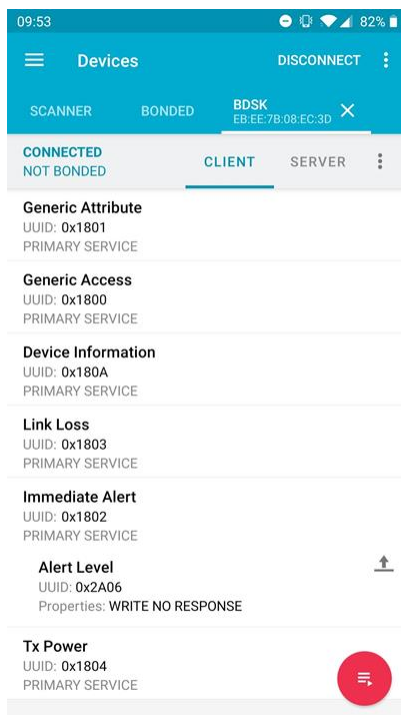 09:53
82%
Devices
DISCONNECT
SCANNER
BONDED
BDSK
EB:EE:7B:08:EC:3D
CONNECTED
NOT BONDED
CLIENT
SERVER
Generic Attribute
UUID: 0x1801
PRIMARY SERVICE
Generic Access
UUID: 0x1800
PRIMARY SERVICE
Device Information
UUID: 0x180A
PRIMARY SERVICE
Link Loss
UUID: 0x1803
PRIMARY SERVICE
Immediate Alert
UUID: 0x1802
PRIMARY SERVICE
Alert Level
UUID: 0x2A06
Properties: WRITE NO RESPONSE
Tx Power
UUID: 0x1804
PRIMARY SERVICE